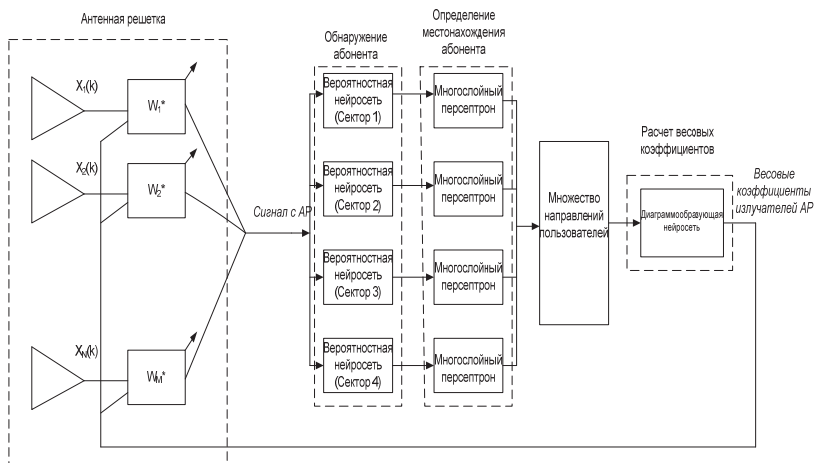 Антенная решетка
X1(k)
W1*
X2(k)
W2*
XN(k)
WM*
Сигнал с АР
Обнаружение
абонента
Вероятностная
нейросеть
(Сектор 1)
Вероятностная
нейросеть
(Сектор 2)
Вероятностная
нейросеть
(Сектор 3)
Вероятностная
нейросеть
(Сектор 4)
Определение
местонахождения
абонента
Многослойный
персептрон
Многослойный
персептрон
Многослойный
персептрон
Многослойный
персептрон
Множество
направлений
пользователей
Расчет весовых
коэффициентов
Диаграммообразующая
нейросеть
Весовые
коэффициенты
излучателей АР